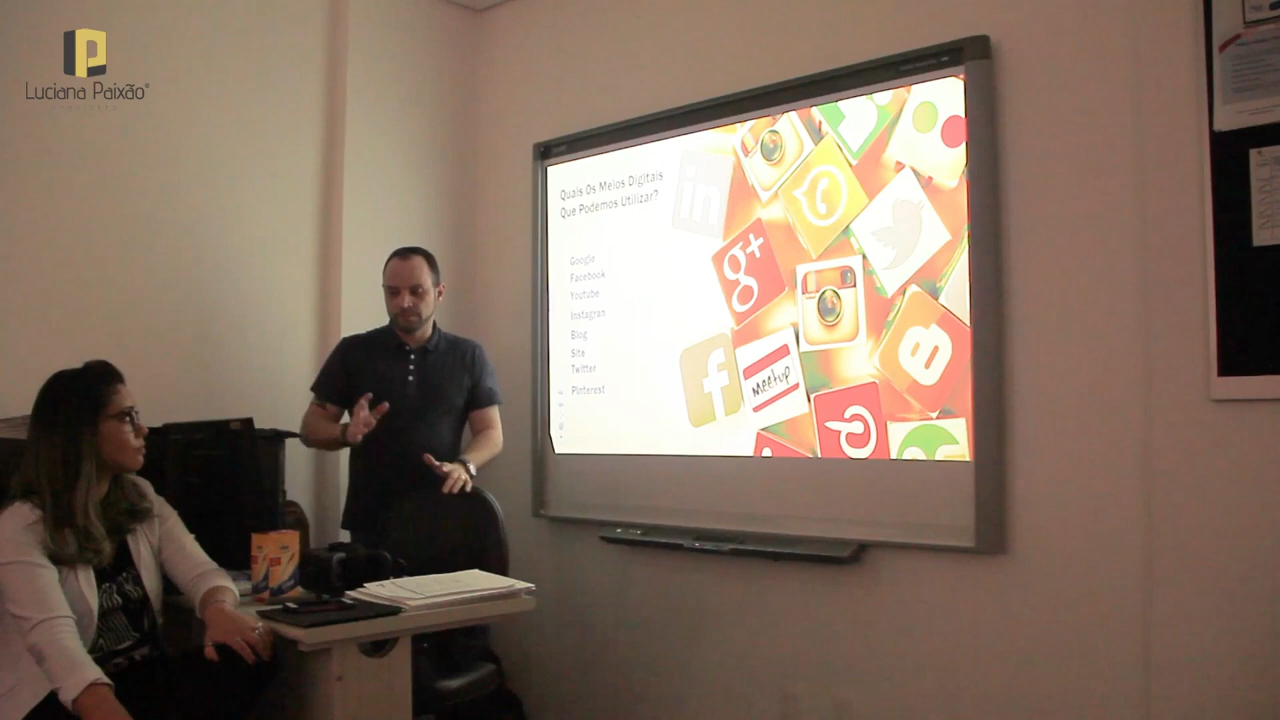 Luciana Paixão®
Quais Os Meios Digitais
Que Podemos Utilizar?
Google
Facebook
Youtube
Instagran
Blog
Site
Twitter
Pinterest
in
g+
f
meetup